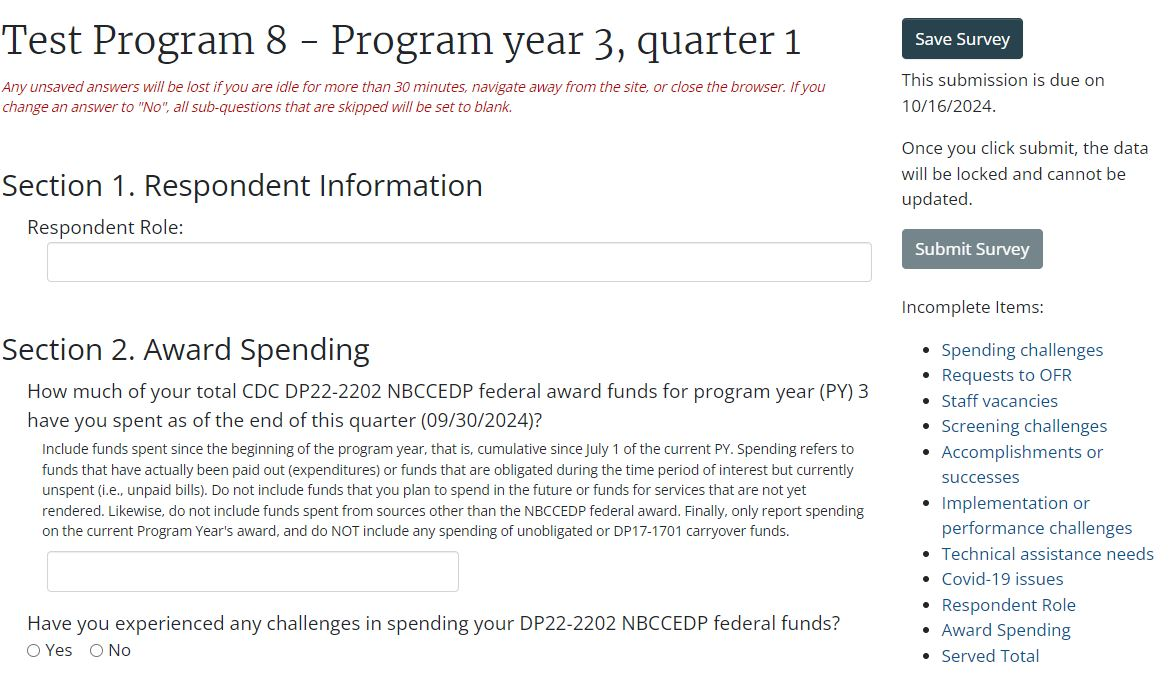 Test Program 8 - Program year 3, quarter 1
Any unsaved answers will be lost if you are idle for more than 30 minutes, navigate away from the site, or close the browser. If you
change an answer to "No", all sub-questions that are skipped will be set to blank.
Section 1. Respondent Information
Respondent Role:
Section 2. Award Spending
How much of your total CDC DP22-2202 NBCCEDP federal award funds for program year (PY) 3
have you spent as of the end of this quarter (09/30/2024)?
Include funds spent since the beginning of the program year, that is, cumulative since July 1 of the current PY. Spending refers to
funds that have actually been paid out (expenditures) or funds that are obligated during the time period of interest but currently
unspent (i.e., unpaid bills). Do not include funds that you plan to spend in the future or funds for services that are not yet
rendered. Likewise, do not include funds spent from sources other than the NBCCEDP federal award. Finally, only report spending
on the current Program Year's award, and do NOT include any spending of unobligated or DP17-1701 carryover funds.
Have you experienced any challenges in spending your DP22-2202 NBCCEDP federal funds?
Yes No
Save Survey
This submission is due on
10/16/2024.
Once you click submit, the data
will be locked and cannot be
updated.
Submit Survey
Incomplete Items:
Spending challenges
Requests to OFR
Staff vacancies
Screening challenges
Accomplishments or
successes
Implementation or
performance challenges
Technical assistance needs
Covid-19 issues
Respondent Role
Award Spending
Served Total